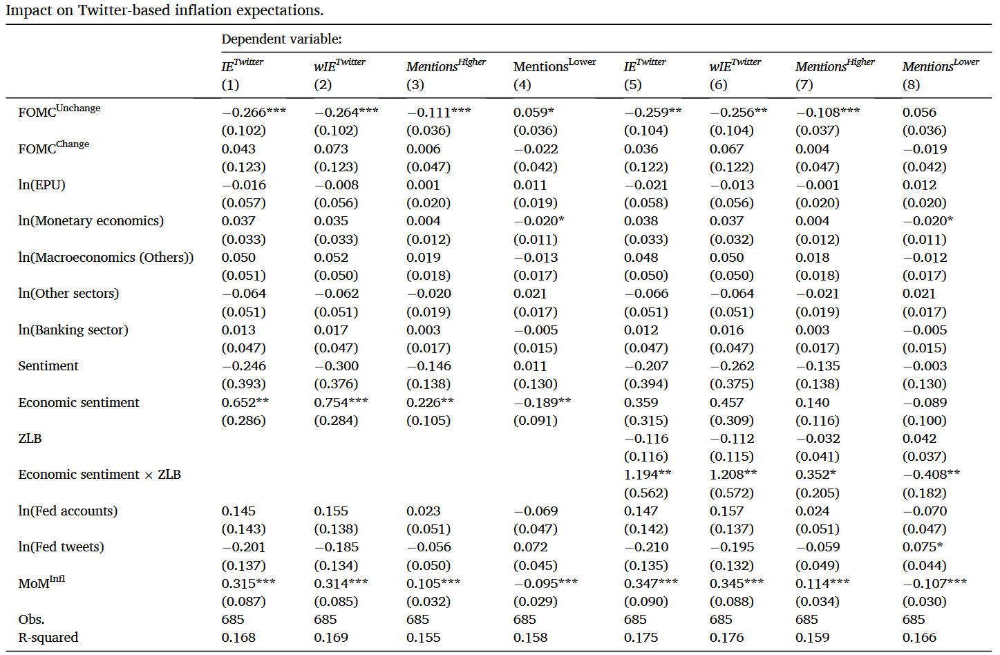 Impact on Twitter-based inflation expectations.
Dependent variable:
IE^Twitter wIE^Twitter Mentions^Higher Mentions^Lower IE^Twitter wIE^Twitter Mentions^Higher Mentions^Lower
(1) (2) (3) (4) (5) (6) (7) (8)
FOMC^Unchange −0.266*** −0.264*** −0.111*** 0.059* −0.259** −0.256** −0.108*** 0.056
(0.102) (0.102) (0.036) (0.036) (0.104) (0.104) (0.037) (0.036)
FOMC^Change 0.043 0.073 0.006 −0.022 0.036 0.067 0.004 −0.019
(0.123) (0.123) (0.047) (0.042) (0.122) (0.122) (0.047) (0.042)
ln(EPU) −0.016 −0.008 0.001 0.011 −0.021 −0.013 −0.001 0.012
(0.057) (0.056) (0.020) (0.019) (0.058) (0.056) (0.020) (0.020)
ln(Monetary economics) 0.037 0.035 0.004 −0.020* 0.038 0.037 0.004 −0.020*
(0.033) (0.033) (0.012) (0.011) (0.033) (0.032) (0.012) (0.011)
ln(Macroeconomics (Others)) 0.050 0.052 0.019 −0.013 0.048 0.050 0.018 −0.012
(0.051) (0.050) (0.018) (0.017) (0.050) (0.050) (0.018) (0.017)
ln(Other sectors) −0.064 −0.062 −0.020 0.021 −0.066 −0.064 −0.021 0.021
(0.051) (0.051) (0.019) (0.017) (0.051) (0.051) (0.019) (0.017)
ln(Banking sector) 0.013 0.017 0.003 −0.005 0.012 0.016 0.003 −0.005
(0.047) (0.047) (0.017) (0.015) (0.047) (0.047) (0.017) (0.015)
Sentiment −0.246 −0.300 −0.146 0.011 −0.207 −0.262 −0.135 −0.003
(0.393) (0.376) (0.138) (0.130) (0.394) (0.375) (0.138) (0.130)
Economic sentiment 0.652** 0.754*** 0.226** −0.189** 0.359 0.457 0.140 −0.089
(0.286) (0.284) (0.105) (0.091) (0.315) (0.309) (0.116) (0.100)
ZLB −0.116 −0.112 −0.032 0.042
(0.116) (0.115) (0.041) (0.037)
Economic sentiment × ZLB 1.194** 1.208** 0.352* −0.408**
(0.562) (0.572) (0.205) (0.182)
ln(Fed accounts) 0.145 0.155 0.023 −0.069 0.147 0.157 0.024 −0.070
(0.143) (0.138) (0.051) (0.047) (0.142) (0.137) (0.051) (0.047)
ln(Fed tweets) −0.201 −0.185 −0.056 0.072 −0.210 −0.195 −0.059 0.075*
(0.137) (0.134) (0.050) (0.045) (0.135) (0.132) (0.049) (0.044)
MoM^Infl 0.315*** 0.314*** 0.105*** −0.095*** 0.347*** 0.345*** 0.114*** −0.107***
(0.087) (0.085) (0.032) (0.029) (0.090) (0.088) (0.034) (0.030)
Obs. 685 685 685 685 685 685 685 685
R-squared 0.168 0.169 0.155 0.158 0.175 0.176 0.159 0.166